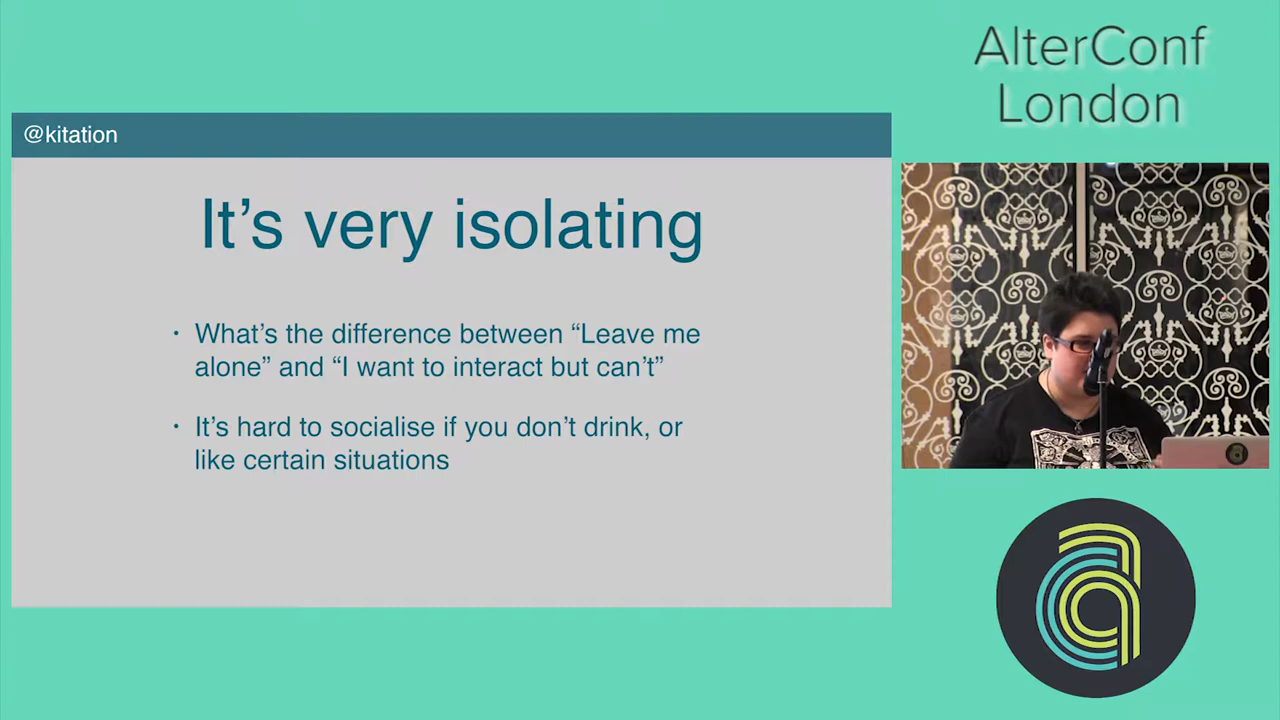 AlterConf
London
@kitation
It's very isolating
• What's the difference between “Leave me
alone” and “I want to interact but can't”
• It's hard to socialise if you don't drink, or
like certain situations